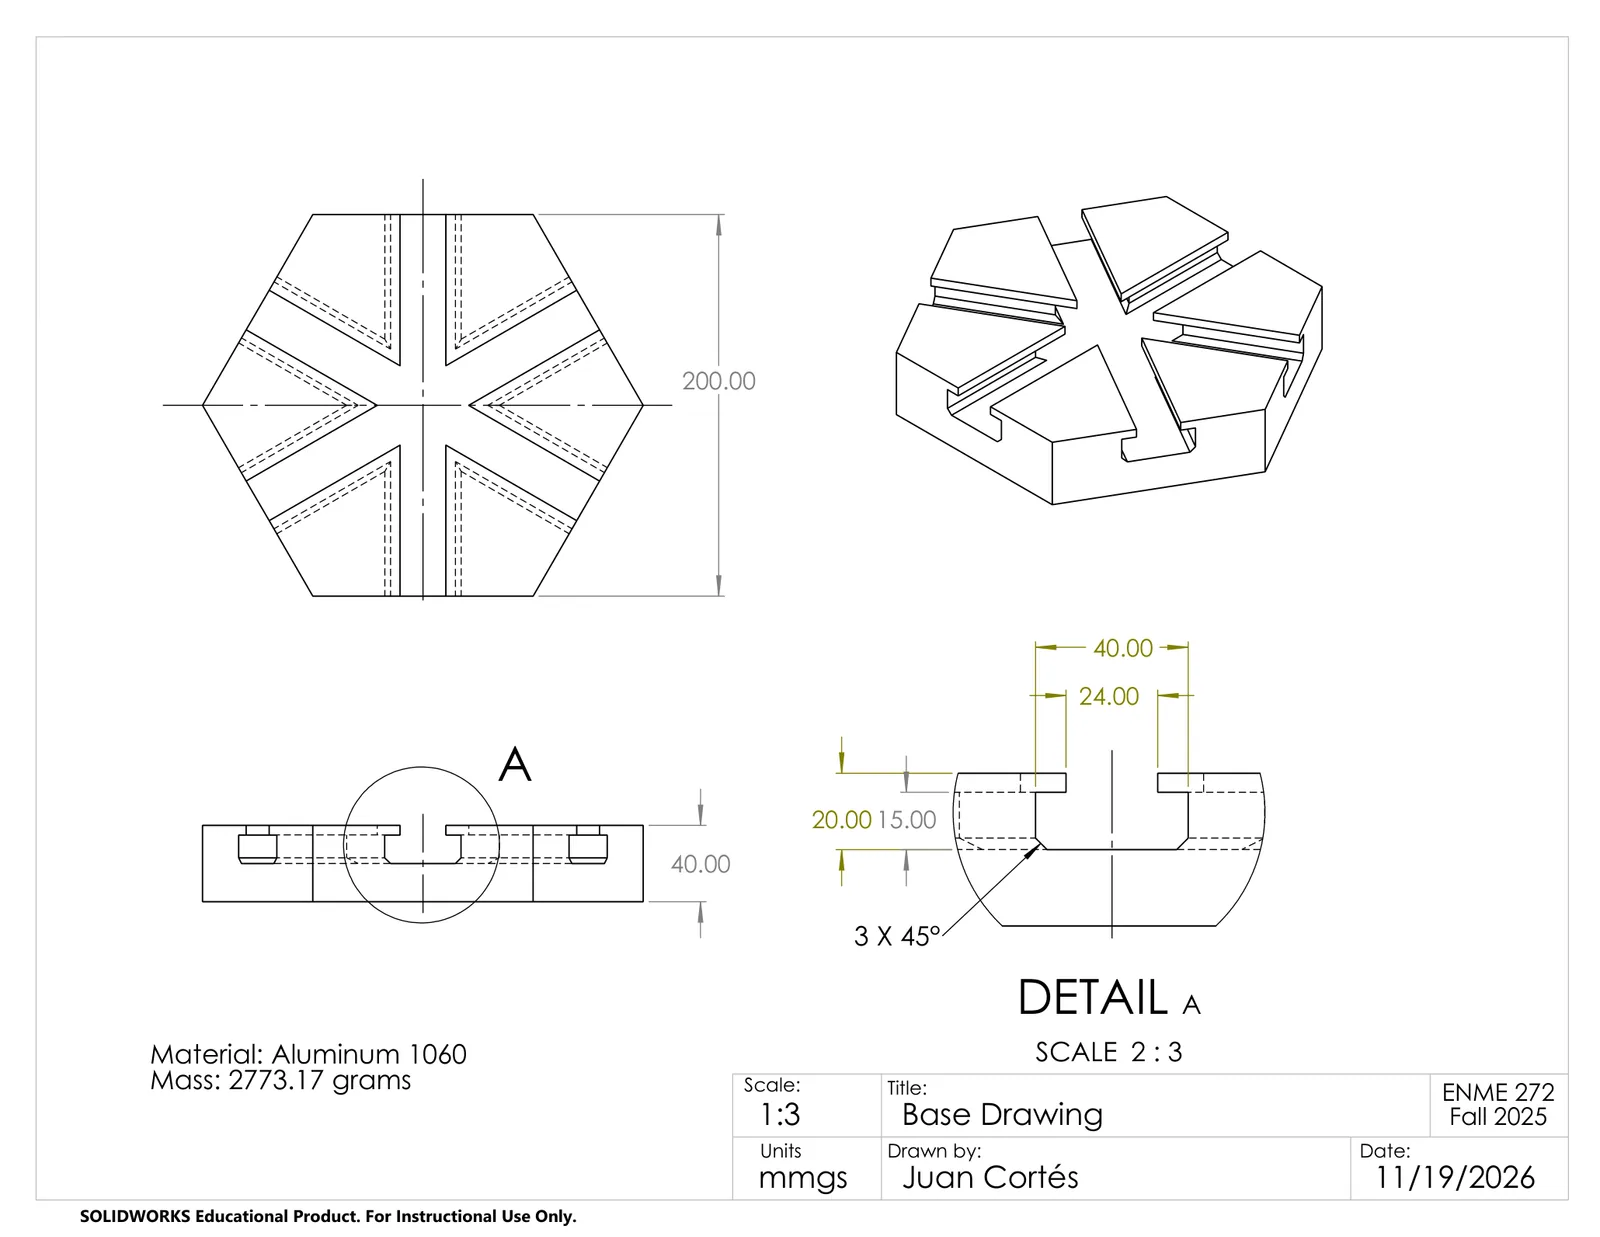 200.00
A
40.00
40.00
24.00
20.00
15.00
3 X 45°
DETAIL A
SCALE 2 : 3
Material: Aluminum 1060
Mass: 2773.17 grams
Scale:
1:3
Title:
Base Drawing
ENME 272
Fall 2025
Units
mmgs
Drawn by:
Juan Cortés
Date:
11/19/2026
SOLIDWORKS Educational Product. For Instructional Use Only.